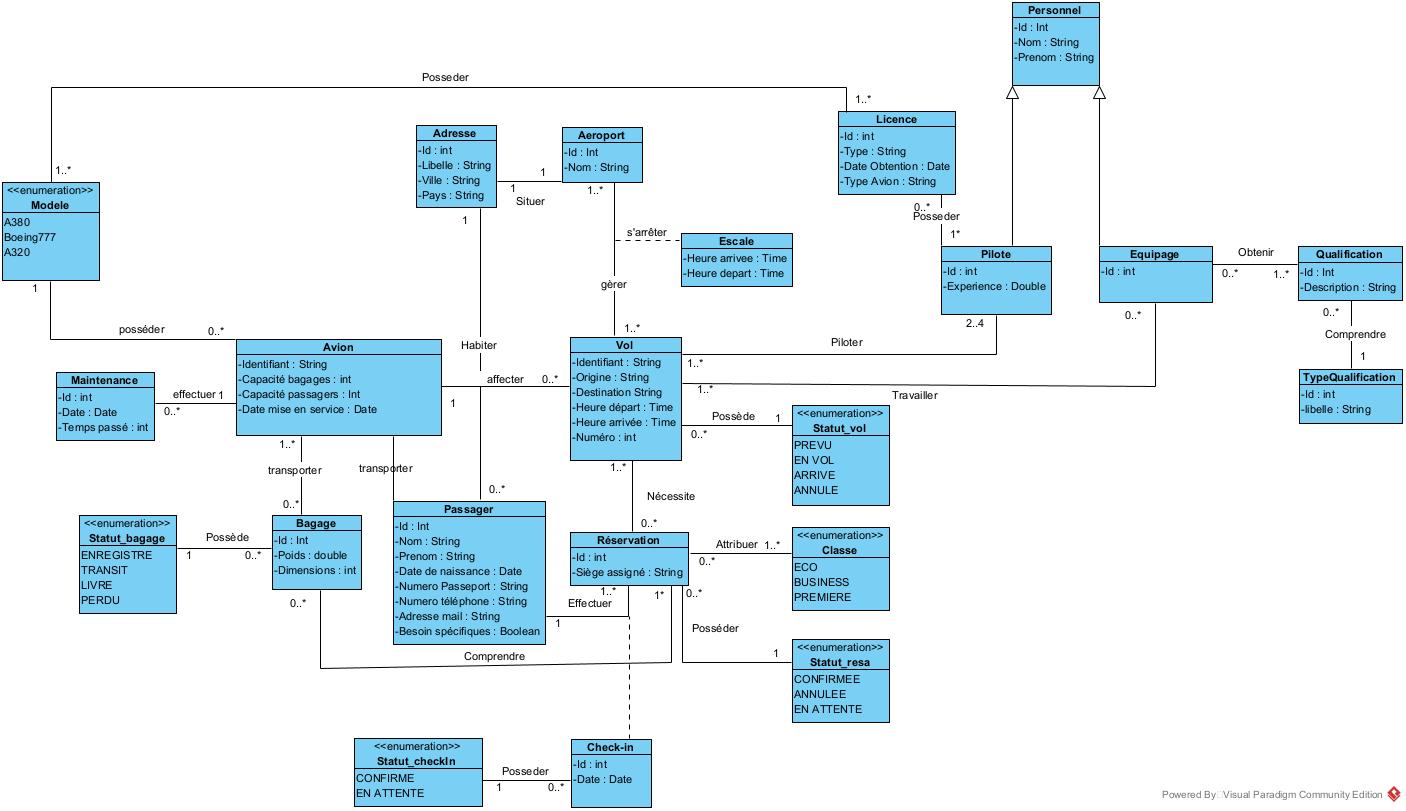 Personnel
-Id : Int
-Nom : String
-Prenom : String
Posseder
1..*
1..*
Licence
-Id : int
-Type : String
-Date Obtention : Date
-Type Avion : String
0..*
Posseder
1*
Adresse
-Id : int
-Libelle : String
-Ville : String
-Pays : String
1
1
Situer
1
Aeroport
-Id : Int
-Nom : String
1..*
s'arrêter
Escale
-Heure arrivee : Time
-Heure depart : Time
gèrer
1..*
<<enumeration>>
Modele
A380
Boeing777
A320
1
posséder
0..*
Pilote
-Id : int
-Experience : Double
2..4
Piloter
1..*
Equipage
-Id : int
0..*
Travailler
1..*
Obtenir
0..*
1..*
Qualification
-Id : Int
-Description : String
0..*
Comprendre
1
TypeQualification
-Id : int
-libelle : String
Avion
-Identifiant : String
-Capacité bagages : int
-Capacité passagers : Int
-Date mise en service : Date
Maintenance
-Id : int
-Date : Date
-Temps passé : int
effectuer
1
0..*
Habiter
0..*
affecter
1
0..*
Vol
-Identifiant : String
-Origine : String
-Destination String
-Heure départ : Time
-Heure arrivée : Time
-Numéro : int
Possède
1
0..*
<<enumeration>>
Statut_vol
PREVU
EN VOL
ARRIVE
ANNULE
1..*
transporter
0..*
transporter
1..*
Nécessite
0..*
<<enumeration>>
Statut_bagage
ENREGISTRE
TRANSIT
LIVRE
PERDU
Possède
1
0..*
Bagage
-Id : Int
-Poids : double
-Dimensions : int
0..*
Passager
-Id : Int
-Nom : String
-Prenom : String
-Date de naissance : Date
-Numero Passeport : String
-Numero téléphone : String
-Adresse mail : String
-Besoin spécifiques : Boolean
Réservation
-Id : int
-Siège assigné : String
Attribuer
1..*
0..*
<<enumeration>>
Classe
ECO
BUSINESS
PREMIERE
1..*
Effectuer
1
1*
Comprendre
0..*
Posséder
1
<<enumeration>>
Statut_resa
CONFIRMEE
ANNULEE
EN ATTENTE
<<enumeration>>
Statut_checkIn
CONFIRME
EN ATTENTE
Posseder
1
0..*
Check-in
-Id : int
-Date : Date
Powered By Visual Paradigm Community Edition